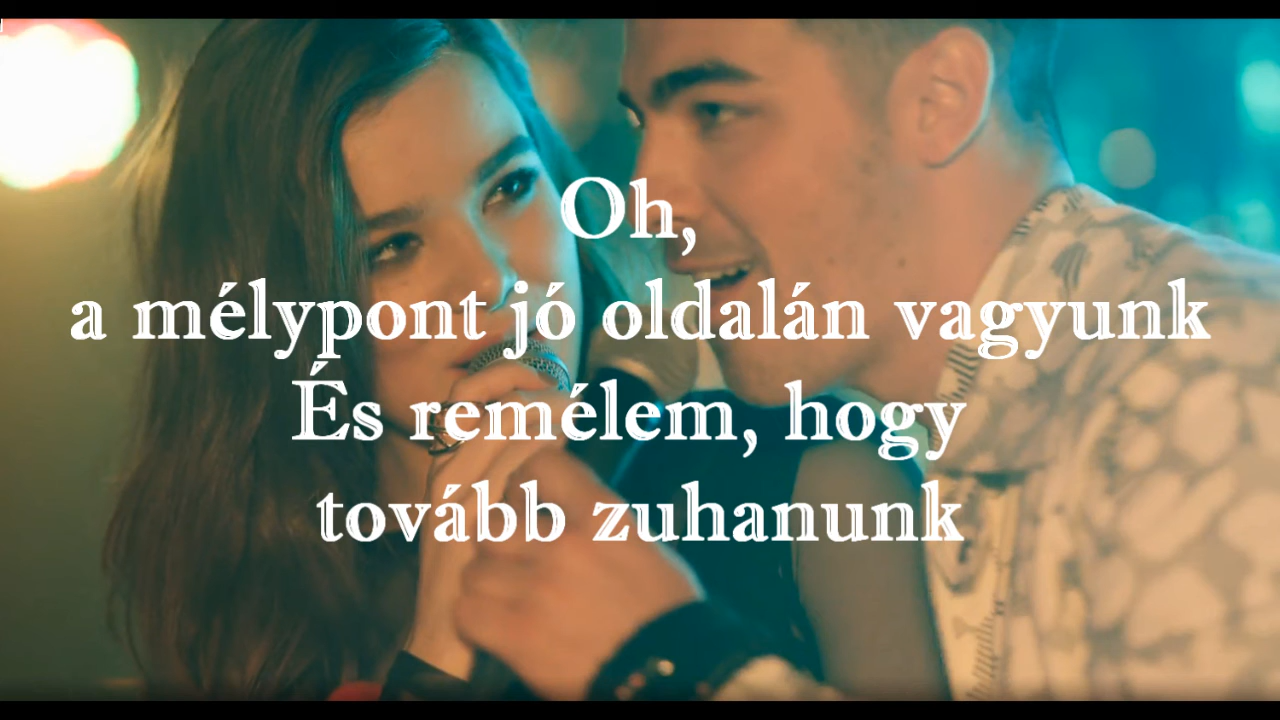 Oh,
a mélypont jó oldalán vagyunk
És remélem, hogy
tovább zuhanunk